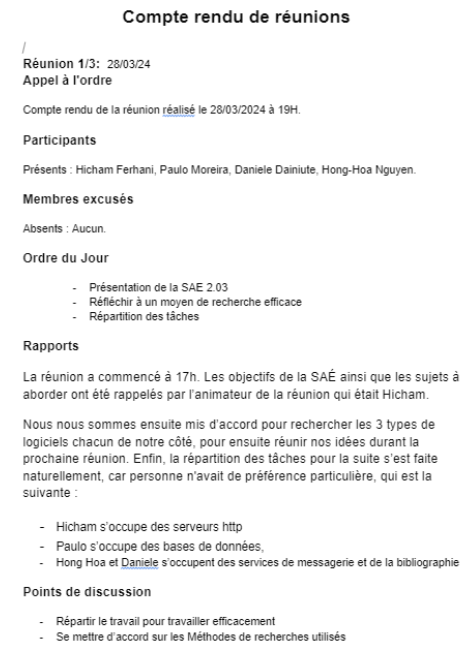 Compte rendu de réunions
/
Réunion 1/3: 28/03/24
Appel à l'ordre
Compte rendu de la réunion réalisé le 28/03/2024 à 19H.
Participants
Présents : Hicham Ferhani, Paulo Moreira, Daniele Dainiute, Hong-Hoa Nguyen.
Membres excusés
Absents : Aucun.
Ordre du Jour
- Présentation de la SAE 2.03
- Réfléchir à un moyen de recherche efficace
- Répartition des tâches
Rapports
La réunion a commencé à 17h. Les objectifs de la SAÉ ainsi que les sujets à
aborder ont été rappelés par l'animateur de la réunion qui était Hicham.
Nous nous sommes ensuite mis d'accord pour rechercher les 3 types de
logiciels chacun de notre côté, pour ensuite réunir nos idées durant la
prochaine réunion. Enfin, la répartition des tâches pour la suite s'est faite
naturellement, car personne n'avait de préférence particulière, qui est la
suivante :
- Hicham s'occupe des serveurs http
- Paulo s'occupe des bases de données,
- Hong Hoa et Daniele s'occupent des services de messagerie et de la bibliographie
Points de discussion
- Répartir le travail pour travailler efficacement
- Se mettre d'accord sur les Méthodes de recherches utilisés